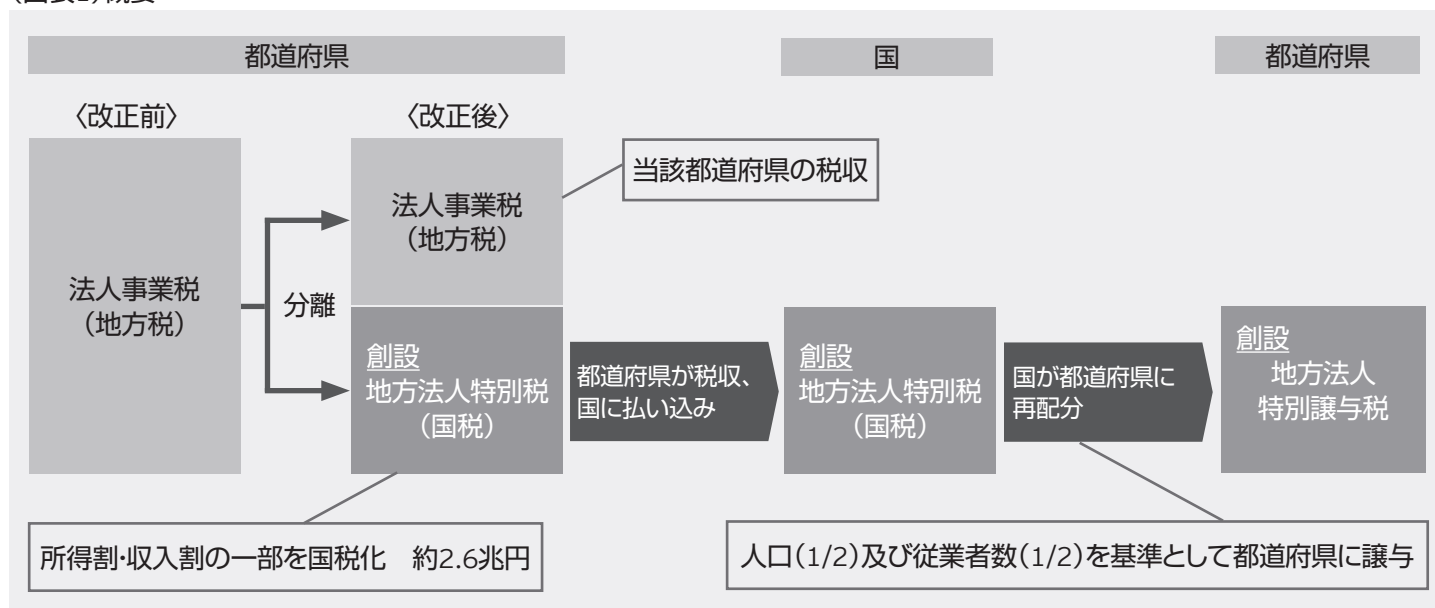 都道府県
国
都道府県
〈改正前〉
〈改正後〉
法人事業税
（地方税）
分離
法人事業税
（地方税）
当該都道府県の税収
創設
地方法人特別税
（国税）
都道府県が税収、
国に払い込み
創設
地方法人特別税
（国税）
国が都道府県に
再配分
創設
地方法人
特別譲与税
所得割・収入割の一部を国税化　約2.6兆円
人口（1/2）及び従業者数（1/2）を基準として都道府県に譲与